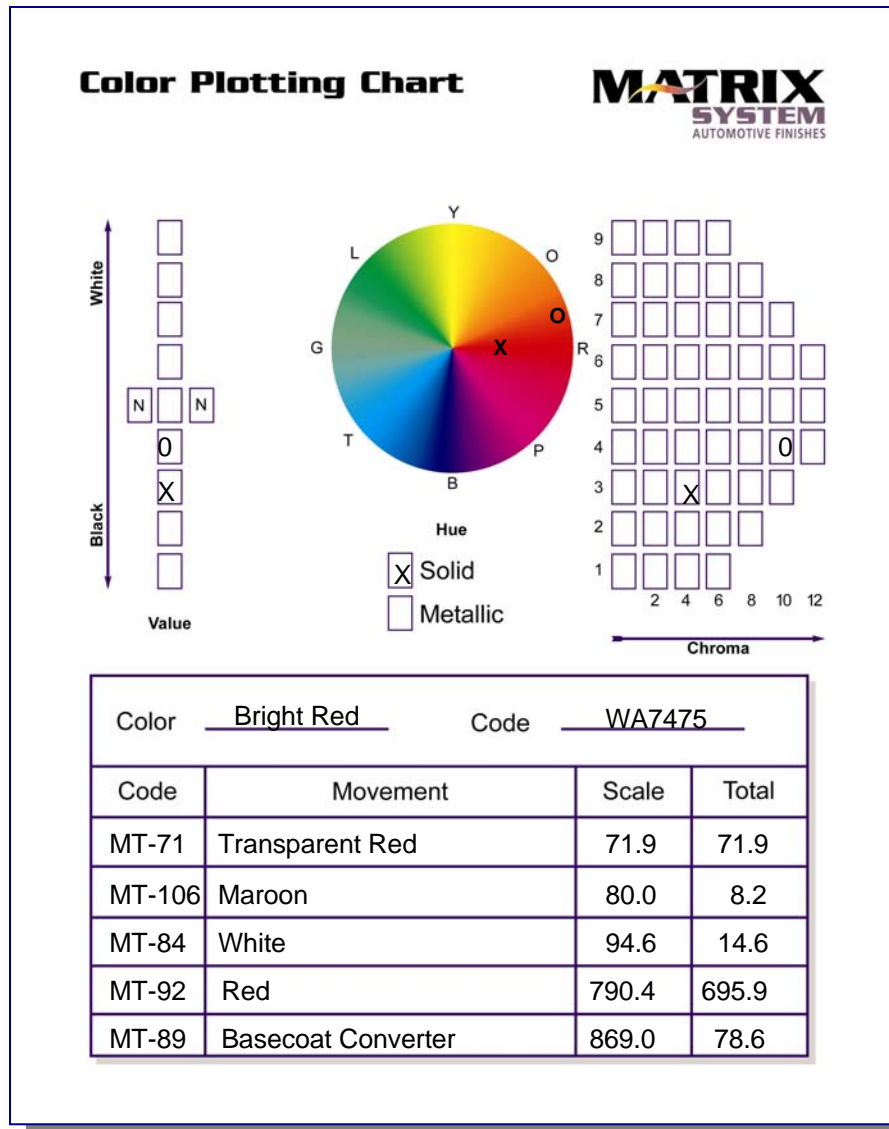 Color Plotting Chart
MATRIX
SYSTEM
AUTOMOTIVE FINISHES
White
Black
N N
0
X
Value
Y
L O
O
G X R
T P
B
Hue
X Solid
Metallic
9
8
7
6
5
4 0
3 X
2
1
2 4 6 8 10 12
Chroma
Color Bright Red Code WA7475
Code Movement Scale Total
MT-71 Transparent Red 71.9 71.9
MT-106 Maroon 80.0 8.2
MT-84 White 94.6 14.6
MT-92 Red 790.4 695.9
MT-89 Basecoat Converter 869.0 78.6